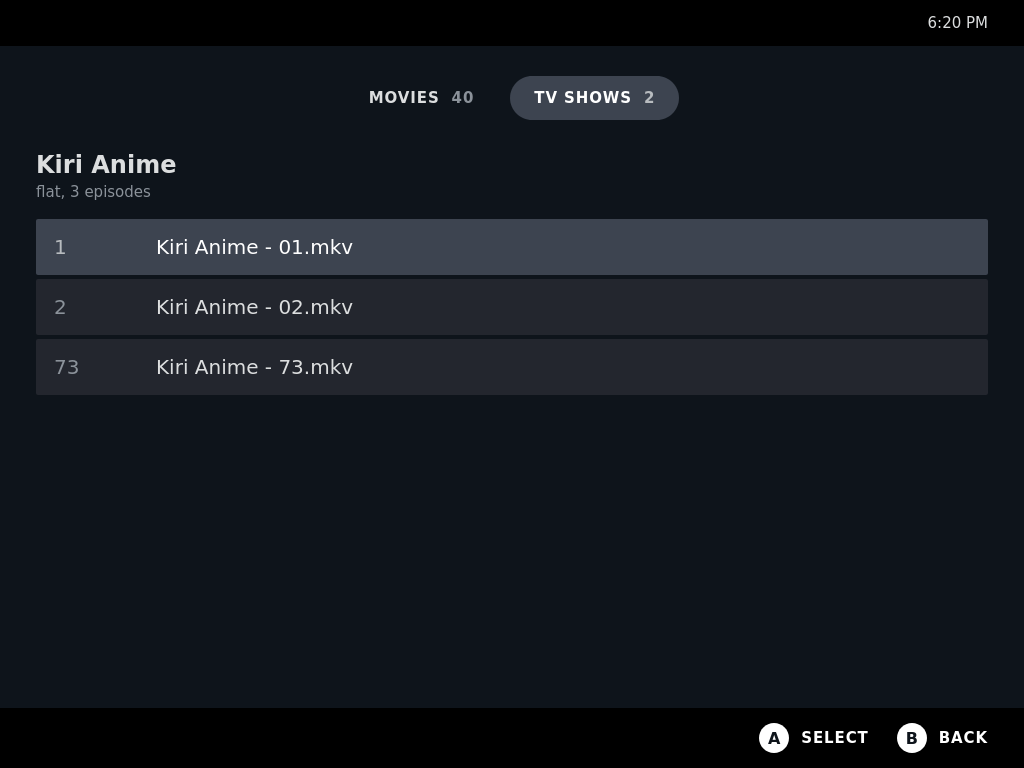 6:20 PM
MOVIES 40 TV SHOWS 2
Kiri Anime
flat, 3 episodes
1 Kiri Anime - 01.mkv
2 Kiri Anime - 02.mkv
73 Kiri Anime - 73.mkv
A SELECT B BACK